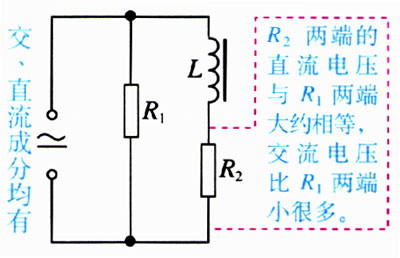 交、直流成分均有
R₁
L
R₂
R₂ 两端的
直流电压
与 R₁ 两端
大约相等，
交流电压
比 R₁ 两端
小很多。